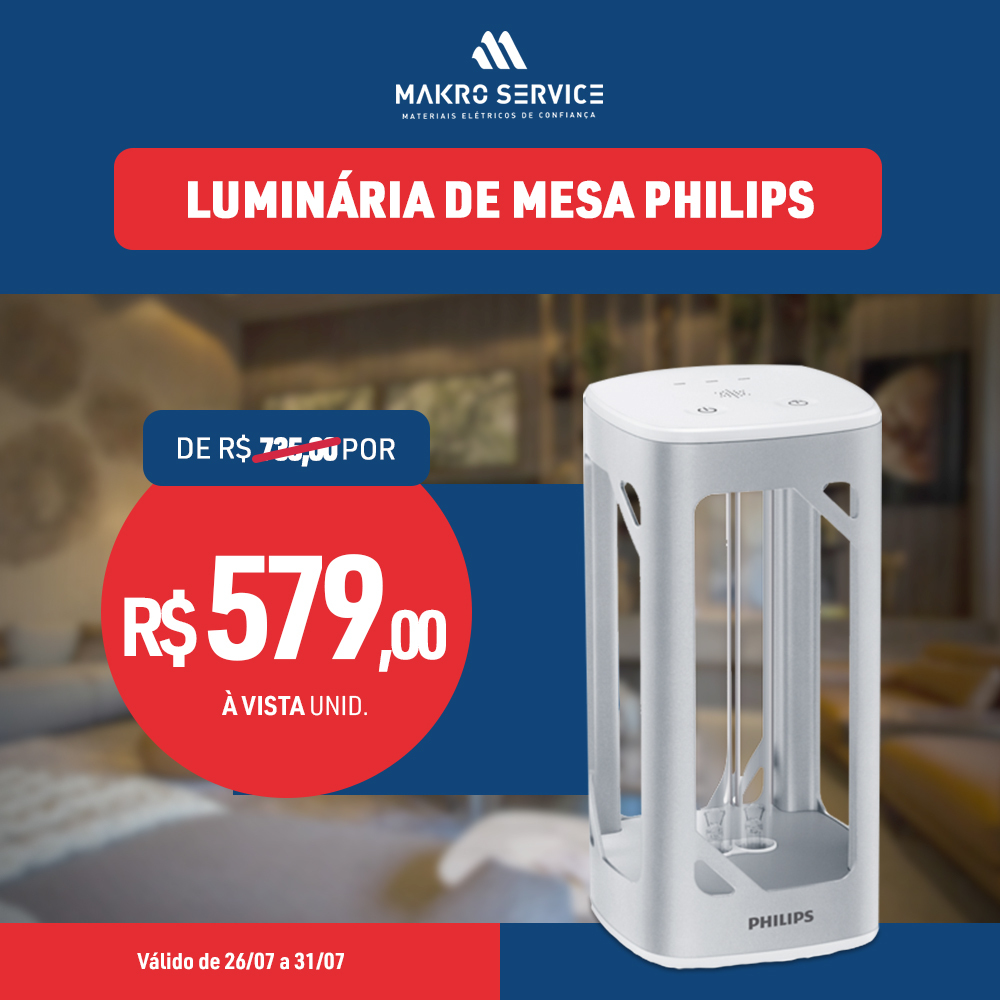 MAKRO SERVICE
MATERIAIS ELÉTRICOS DE CONFIANÇA
LUMINÁRIA DE MESA PHILIPS
DE R$ 735,00 POR
R$ 579,00
À VISTA UNID.
PHILIPS
Válido de 26/07 a 31/07